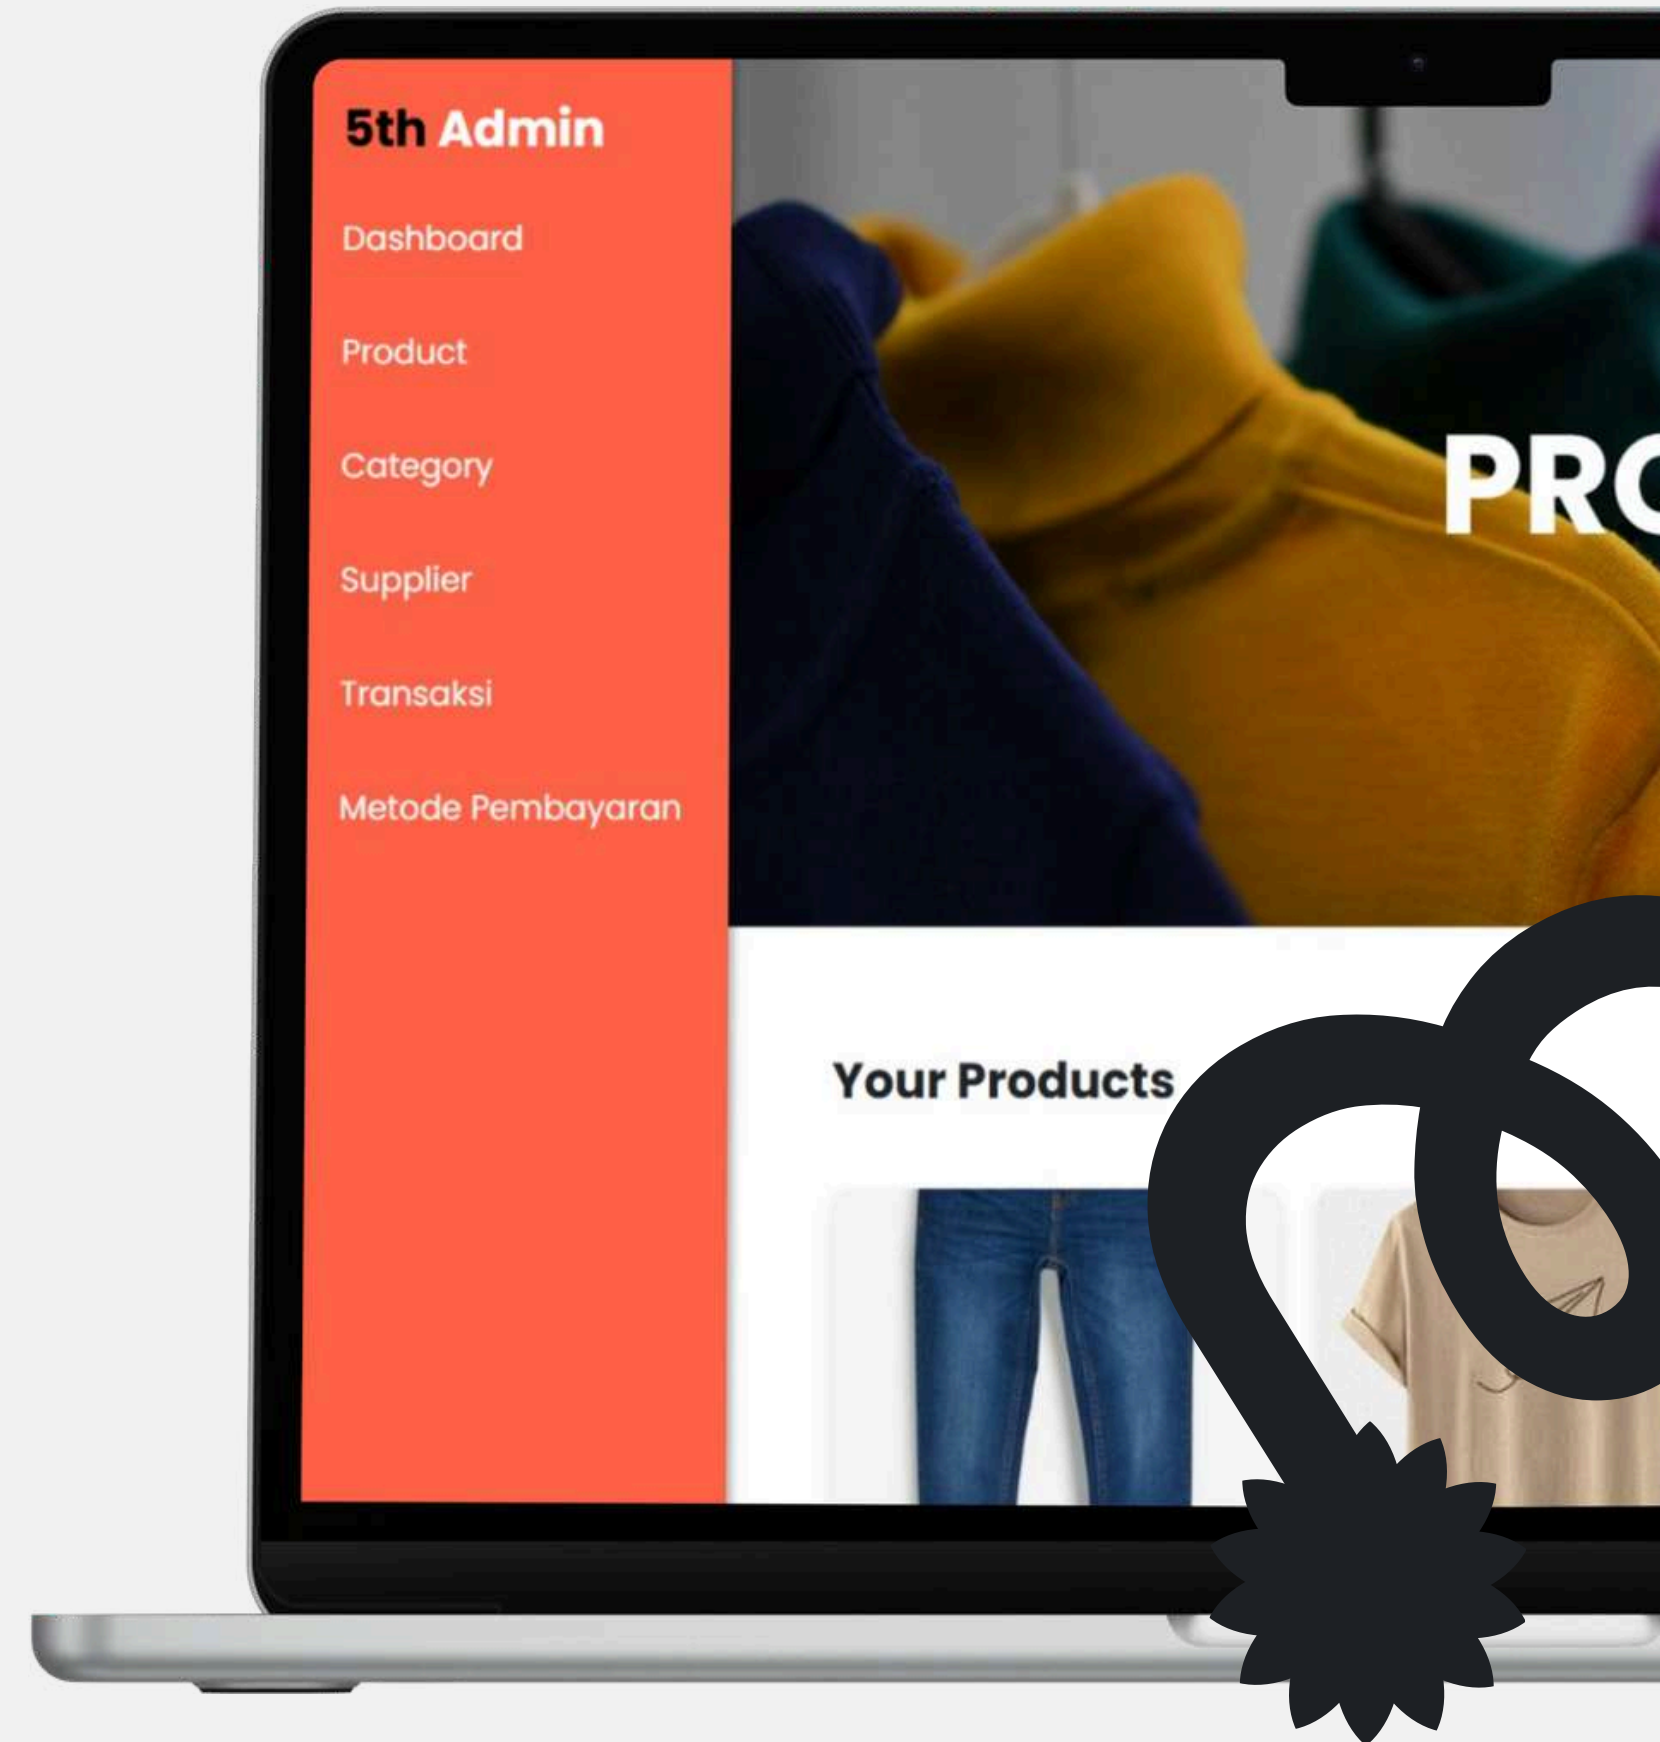 5th Admin
Dashboard
Product
Category
Supplier
Transaksi
Metode Pembayaran
Your Products